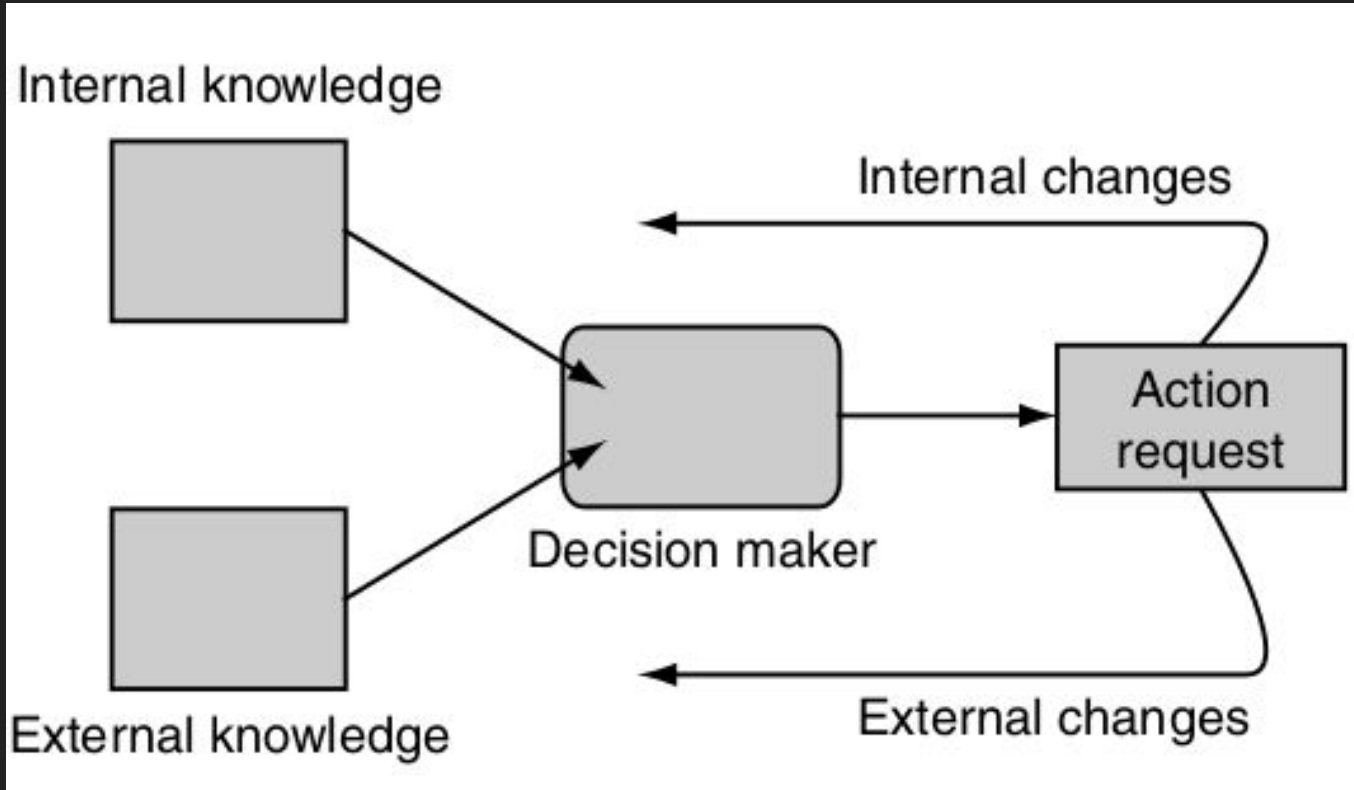 Internal knowledge
Internal changes
Action
request
Decision maker
External changes
External knowledge